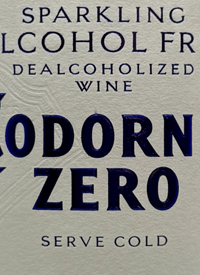 SPARKLING
LCOHOL FR
DEALCOHOLIZED
WINE
ODORN
ZERO
SERVE COLD